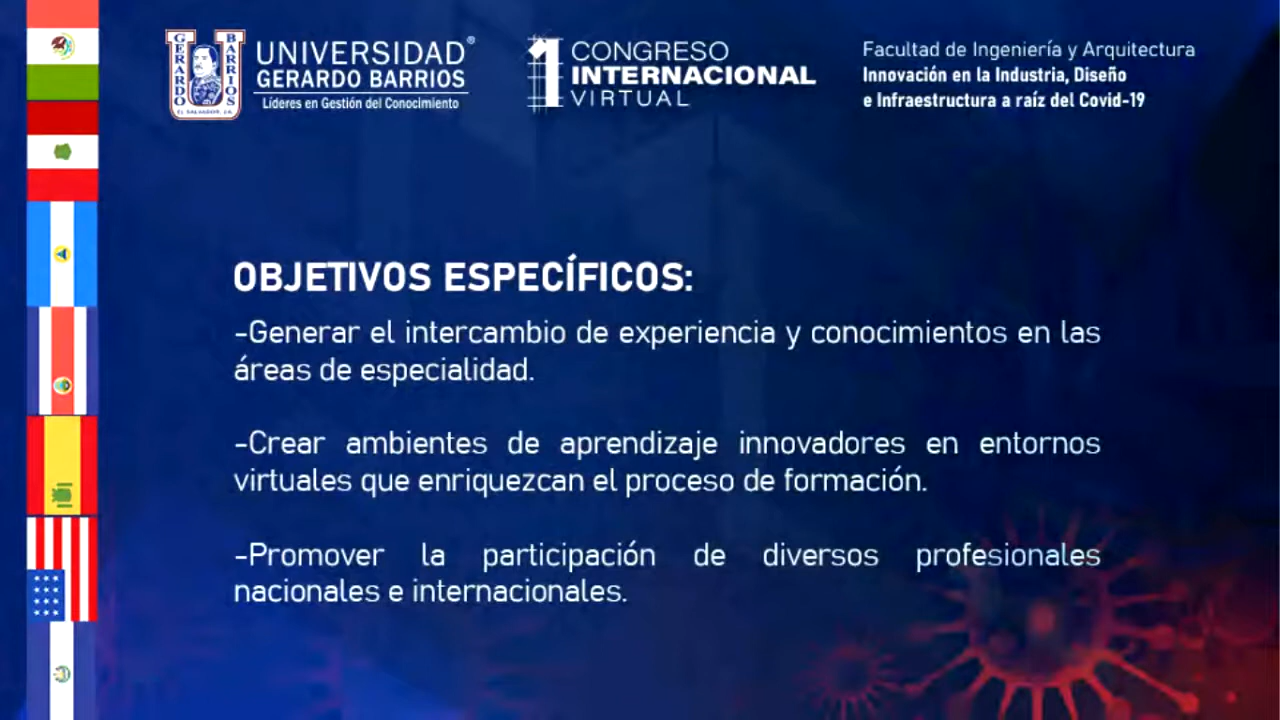 GERARDO
BARRIOS
EL SALVADOR, C.A.
UNIVERSIDAD®
GERARDO BARRIOS
Líderes en Gestión del Conocimiento
1 CONGRESO
INTERNACIONAL
VIRTUAL
Facultad de Ingeniería y Arquitectura
Innovación en la Industria, Diseño
e Infraestructura a raíz del Covid-19
OBJETIVOS ESPECÍFICOS:
-Generar el intercambio de experiencia y conocimientos en las
áreas de especialidad.
-Crear ambientes de aprendizaje innovadores en entornos
virtuales que enriquezcan el proceso de formación.
-Promover la participación de diversos profesionales
nacionales e internacionales.